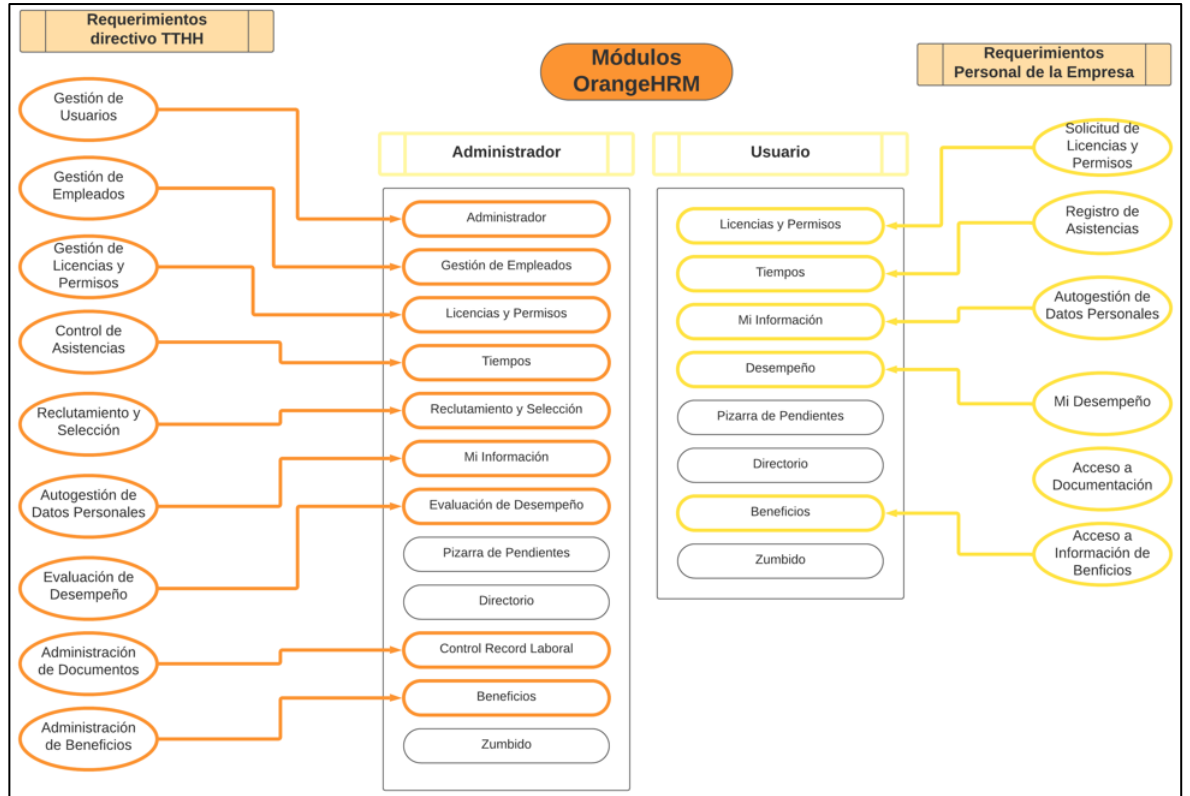 Requerimientos
directivo TTHH
Módulos
OrangeHRM
Requerimientos
Personal de la Empresa
Gestión de
Usuarios
Gestión de
Empleados
Gestión de
Licencias y
Permisos
Control de
Asistencias
Reclutamiento y
Selección
Autogestión de
Datos Personales
Evaluación de
Desempeño
Administración
de Documentos
Administración
de Beneficios
Administrador
Administrador
Gestión de Empleados
Licencias y Permisos
Tiempos
Reclutamiento y Selección
Mi Información
Evaluación de Desempeño
Pizarra de Pendientes
Directorio
Control Record Laboral
Beneficios
Zumbido
Usuario
Licencias y Permisos
Tiempos
Mi Información
Desempeño
Pizarra de Pendientes
Directorio
Beneficios
Zumbido
Solicitud de
Licencias y
Permisos
Registro de
Asistencias
Autogestión de
Datos Personales
Mi Desempeño
Acceso a
Documentación
Acceso a
Información de
Benficios